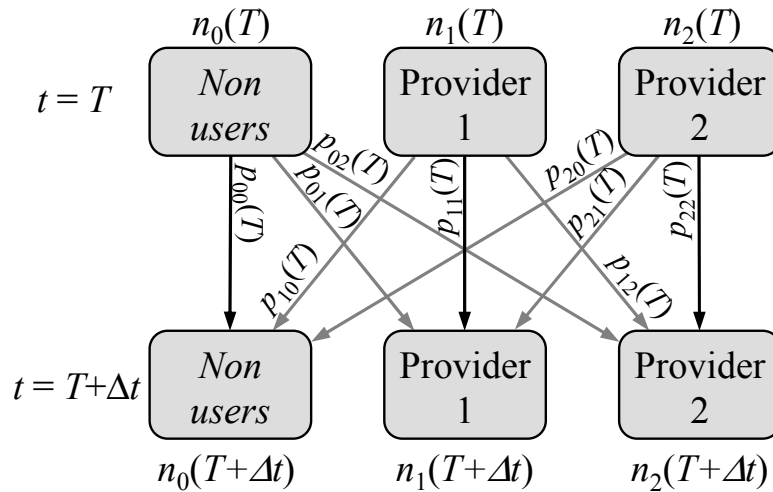 n₀(T) n₁(T) n₂(T)
t = T
Non users
Provider 1
Provider 2
p₀₀(T)
p₀₁(T)
p₀₂(T)
p₁₀(T)
p₁₁(T)
p₂₀(T)
p₂₁(T)
p₁₂(T)
p₂₂(T)
t = T+Δt
Non users
Provider 1
Provider 2
n₀(T+Δt) n₁(T+Δt) n₂(T+Δt)